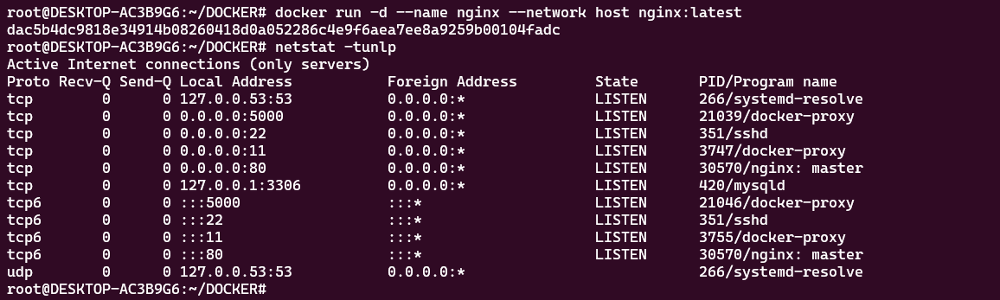 root@DESKTOP-AC3B9G6:~/DOCKER# docker run -d --name nginx --network host nginx:latest
dac5b4dc9818e34914b08260418d0a052286c4e9f6aea7ee8a9259b00104fadc
root@DESKTOP-AC3B9G6:~/DOCKER# netstat -tunlp
Active Internet connections (only servers)
Proto Recv-Q Send-Q Local Address           Foreign Address         State       PID/Program name
tcp        0      0 127.0.0.53:53           0.0.0.0:*               LISTEN      266/systemd-resolve
tcp        0      0 0.0.0.0:5000            0.0.0.0:*               LISTEN      21039/docker-proxy
tcp        0      0 0.0.0.0:22              0.0.0.0:*               LISTEN      351/sshd
tcp        0      0 0.0.0.0:11              0.0.0.0:*               LISTEN      3747/docker-proxy
tcp        0      0 0.0.0.0:80              0.0.0.0:*               LISTEN      30570/nginx: master
tcp        0      0 127.0.0.1:3306          0.0.0.0:*               LISTEN      420/mysqld
tcp6       0      0 :::5000                 :::*                    LISTEN      21046/docker-proxy
tcp6       0      0 :::22                   :::*                    LISTEN      351/sshd
tcp6       0      0 :::11                   :::*                    LISTEN      3755/docker-proxy
tcp6       0      0 :::80                   :::*                    LISTEN      30570/nginx: master
udp        0      0 127.0.0.53:53           0.0.0.0:*                           266/systemd-resolve
root@DESKTOP-AC3B9G6:~/DOCKER#